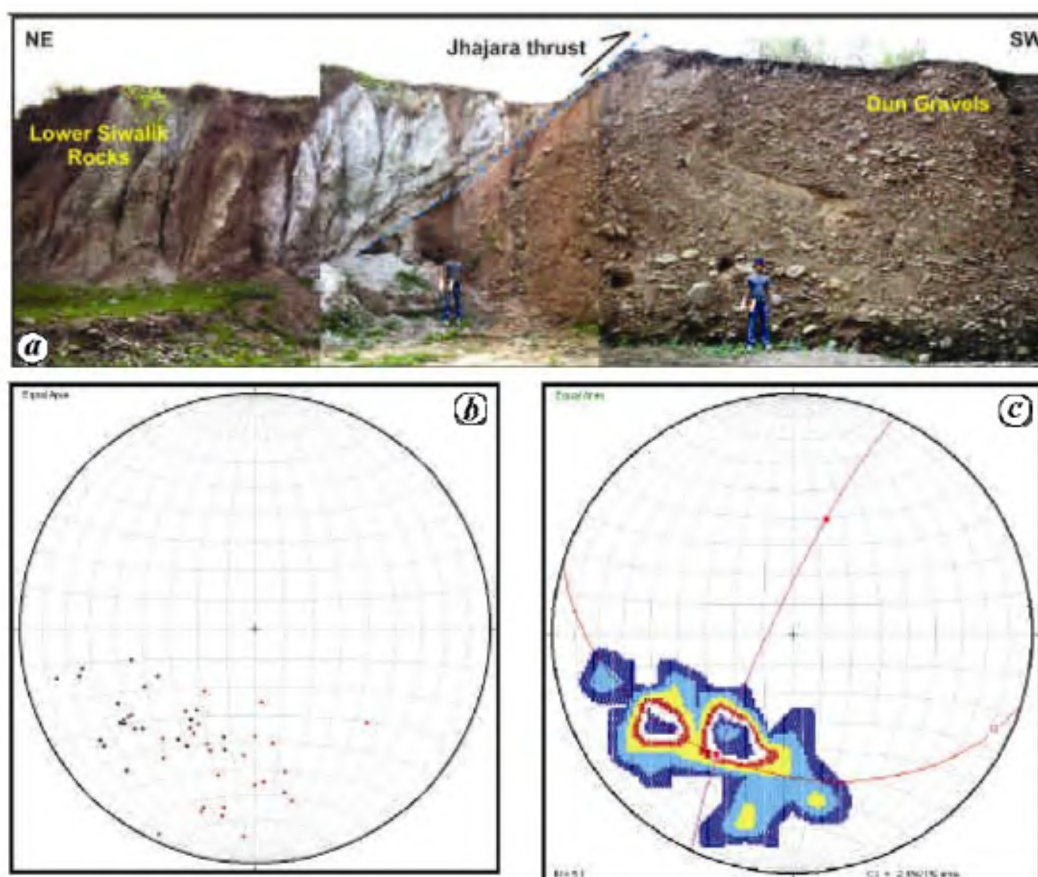 NE
SW
Jhajara thrust
Lower Siwalik
Rocks
Dun Gravels
a
Equal Area
b
Equal Area
c